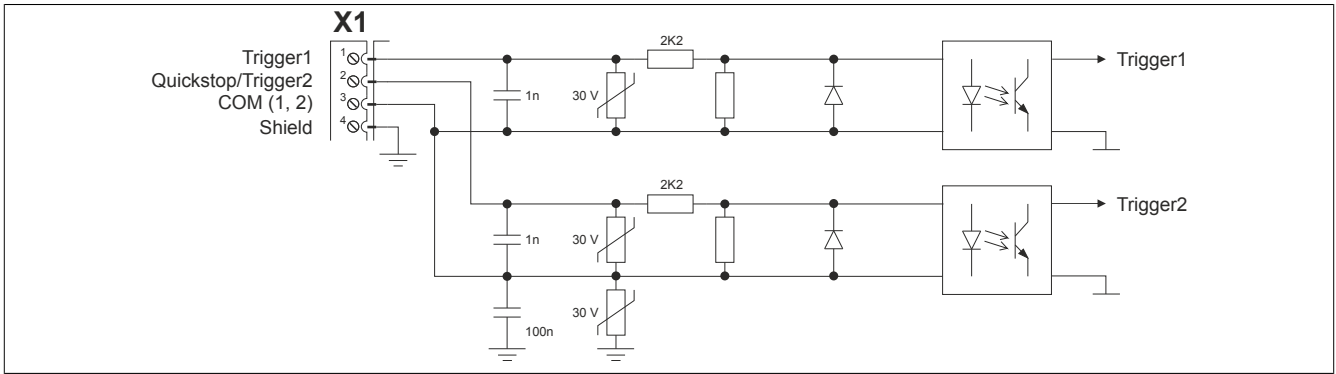 X1
Trigger1
1
Quickstop/Trigger2
2
COM (1, 2)
3
Shield
4
1n
30 V
2K2
Trigger1
1n
30 V
2K2
Trigger2
100n
30 V